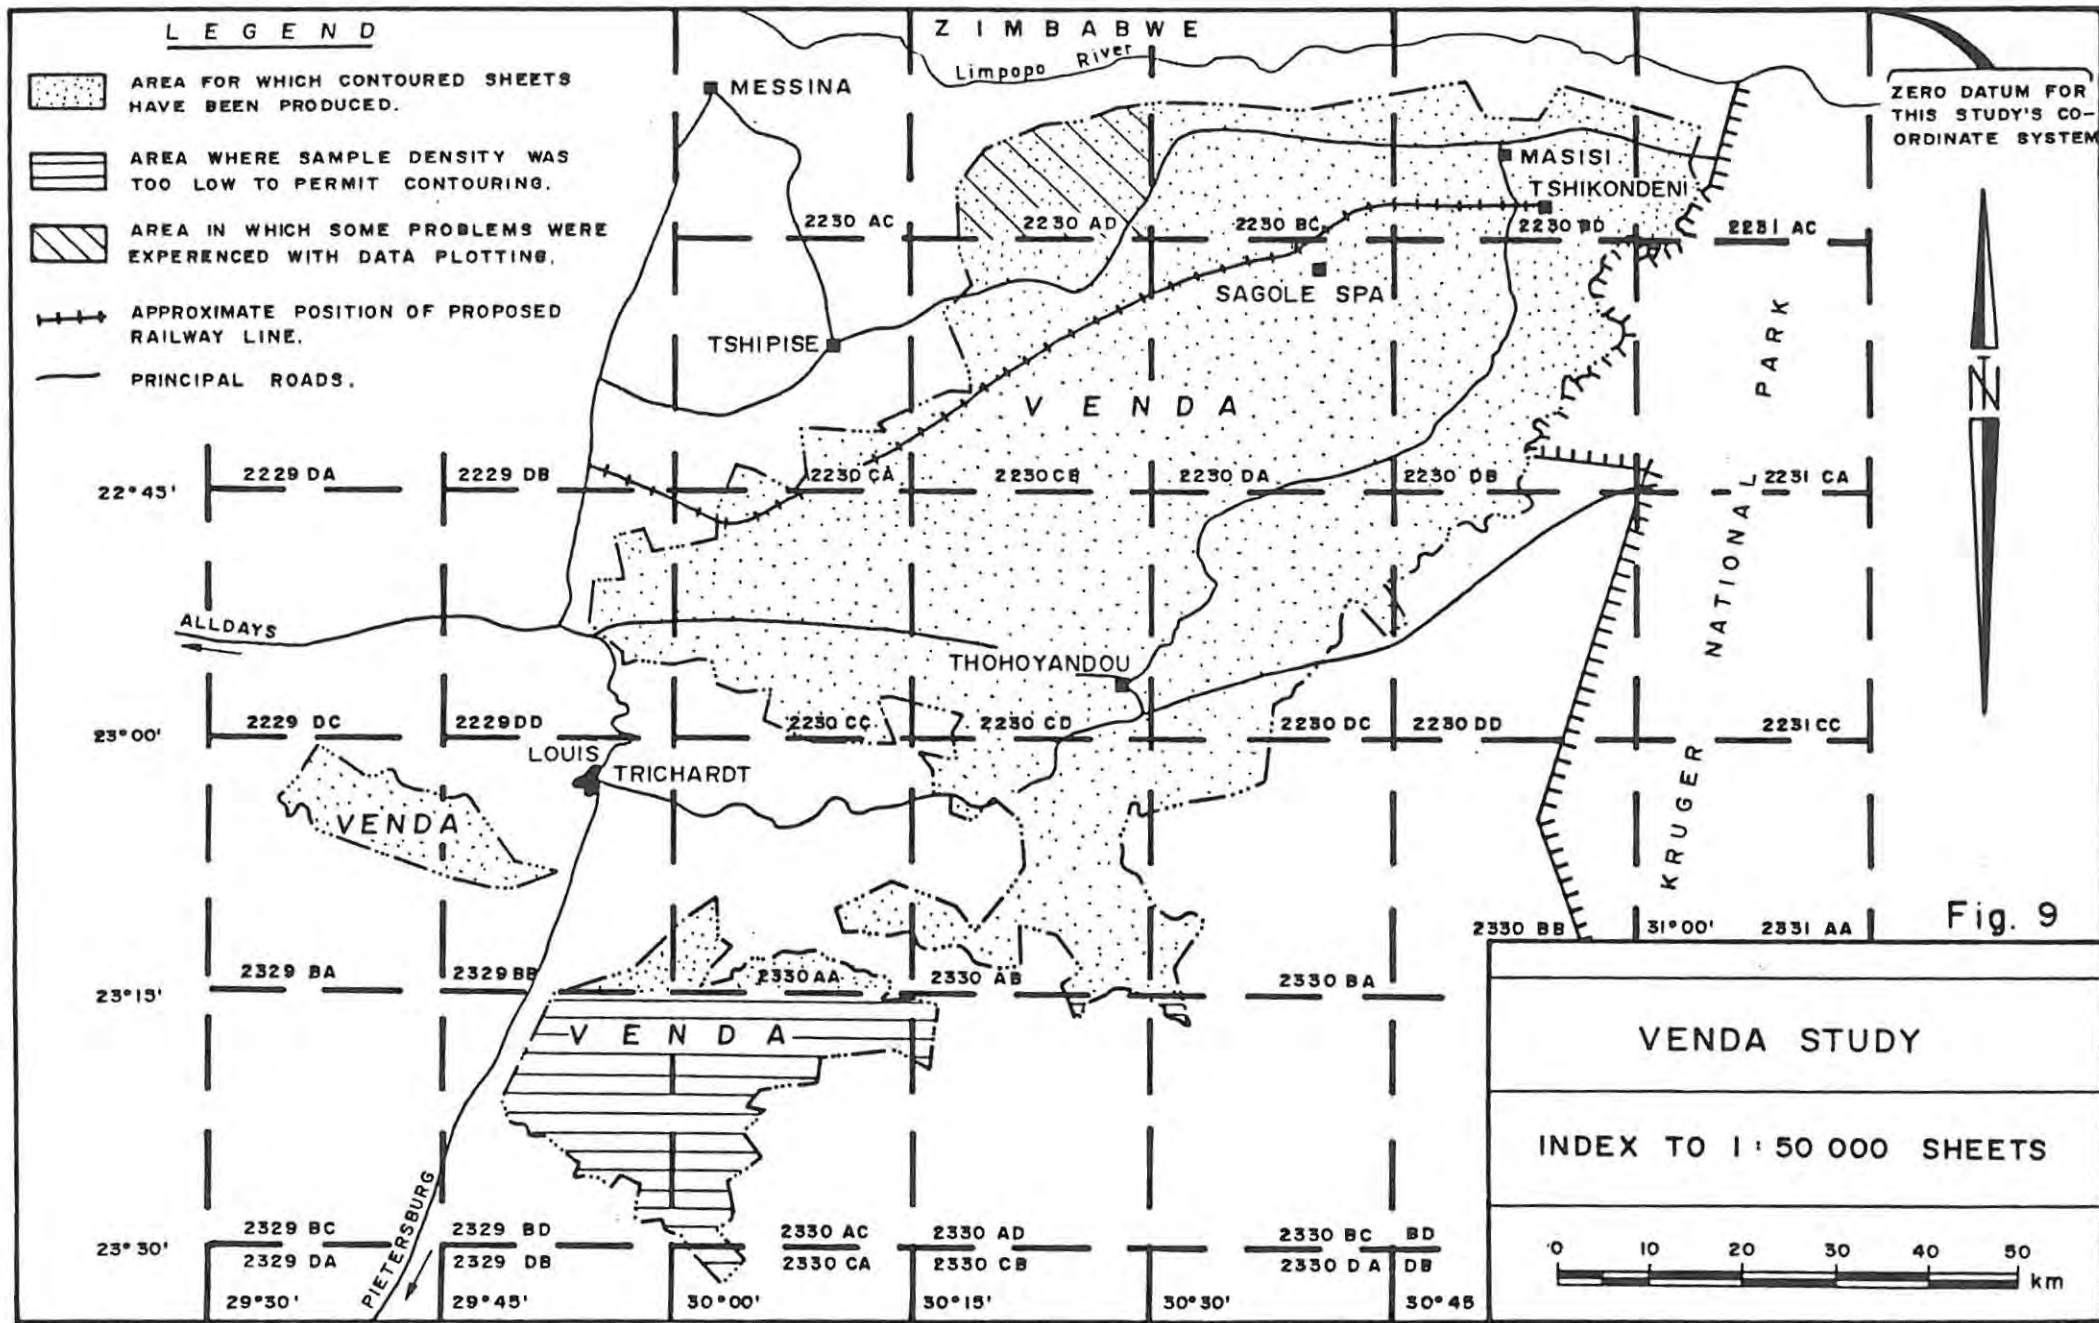 LEGEND
AREA FOR WHICH CONTOURED SHEETS
HAVE BEEN PRODUCED.
AREA WHERE SAMPLE DENSITY WAS
TOO LOW TO PERMIT CONTOURING.
AREA IN WHICH SOME PROBLEMS WERE
EXPERENCED WITH DATA PLOTTING.
APPROXIMATE POSITION OF PROPOSED
RAILWAY LINE.
PRINCIPAL ROADS.
ZIMBABWE
Limpopo River
MESSINA
ZERO DATUM FOR
THIS STUDY'S CO-
ORDINATE SYSTEM
MASISI
TSHIKONDENI
2230 AC
2230 AD
2230 BC
2230 BD
2231 AC
SAGOLE SPA
TSHIPISE
N
VENDA
22°45'
2229 DA
2229 DB
2230 CA
2230 CB
2230 DA
2230 DB
2231 CA
KRUGER NATIONAL PARK
ALLDAYS
THOHOYANDOU
23°00'
2229 DC
2229 DD
2230 CC
2230 CD
2230 DC
2230 DD
2231 CC
LOUIS
TRICHARDT
VENDA
Fig. 9
2330 BB
31°00'
2331 AA
23°15'
2329 BA
2329 BB
2330 AA
2330 AB
2330 BA
VENDA
VENDA STUDY
INDEX TO 1:50 000 SHEETS
PIETERSBURG
23°30'
2329 BC
2329 BD
2330 AC
2330 AD
2330 BC
BD
2329 DA
2329 DB
2330 CA
2330 CB
2330 DA
DB
29°30'
29°45'
30°00'
30°15'
30°30'
30°45
0 10 20 30 40 50
km